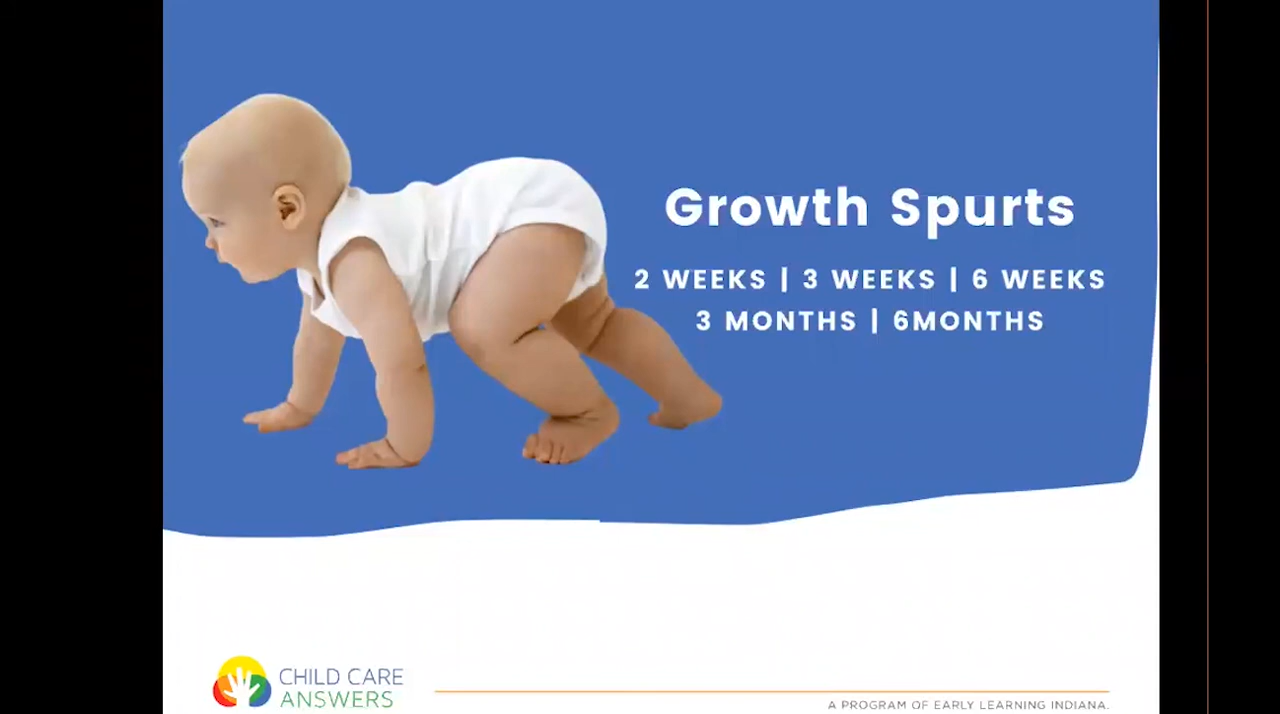 Growth Spurts
2 WEEKS | 3 WEEKS | 6 WEEKS
3 MONTHS | 6MONTHS
CHILD CARE
ANSWERS
A PROGRAM OF EARLY LEARNING INDIANA.